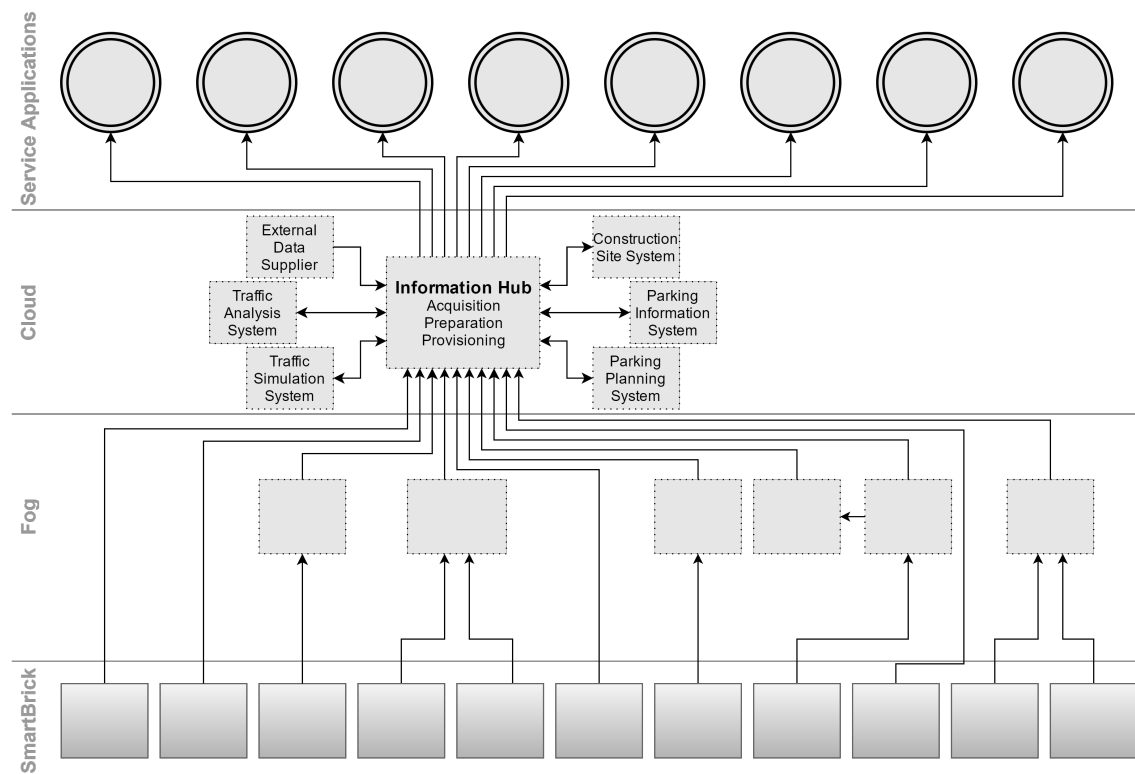 Service Applications
Cloud
External
Data
Supplier
Traffic
Analysis
System
Traffic
Simulation
System
Information Hub
Acquisition
Preparation
Provisioning
Construction
Site System
Parking
Information
System
Parking
Planning
System
Fog
SmartBrick